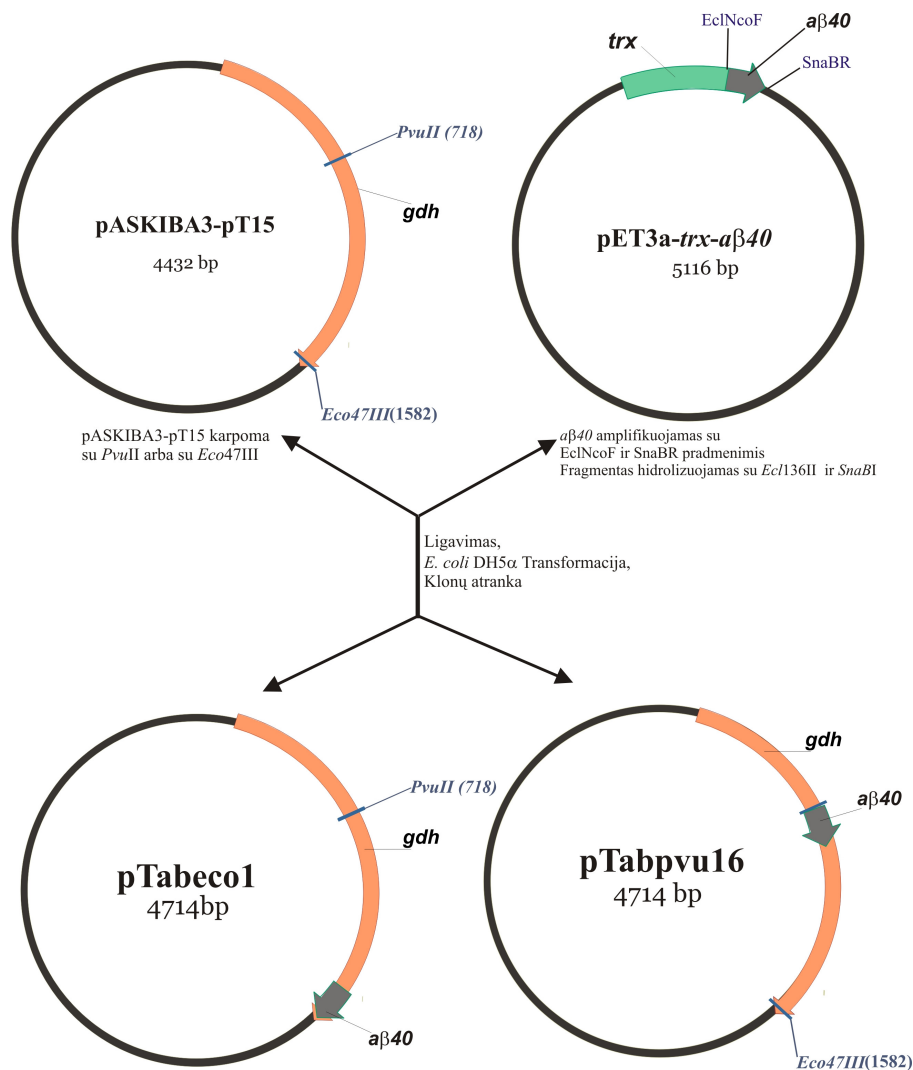 PvuII (718)
gdh
pASKIBA3-pT15
4432 bp
Eco47III(1582)
pASKIBA3-pT15 karpoma
su PvuII arba su Eco47III
trx
EclNcoF
aβ40
SnaBR
pET3a-trx-aβ40
5116 bp
aβ40 amplifikuojamas su
EclNcoF ir SnaBR pradmenimis
Fragmentas hidrolizuojamas su Ecl136II ir SnaBI
Ligavimas,
E. coli DH5α Transformacija,
Klonų atranka
PvuII (718)
gdh
pTabeco1
4714bp
aβ40
gdh
aβ40
pTabpvu16
4714 bp
Eco47III(1582)